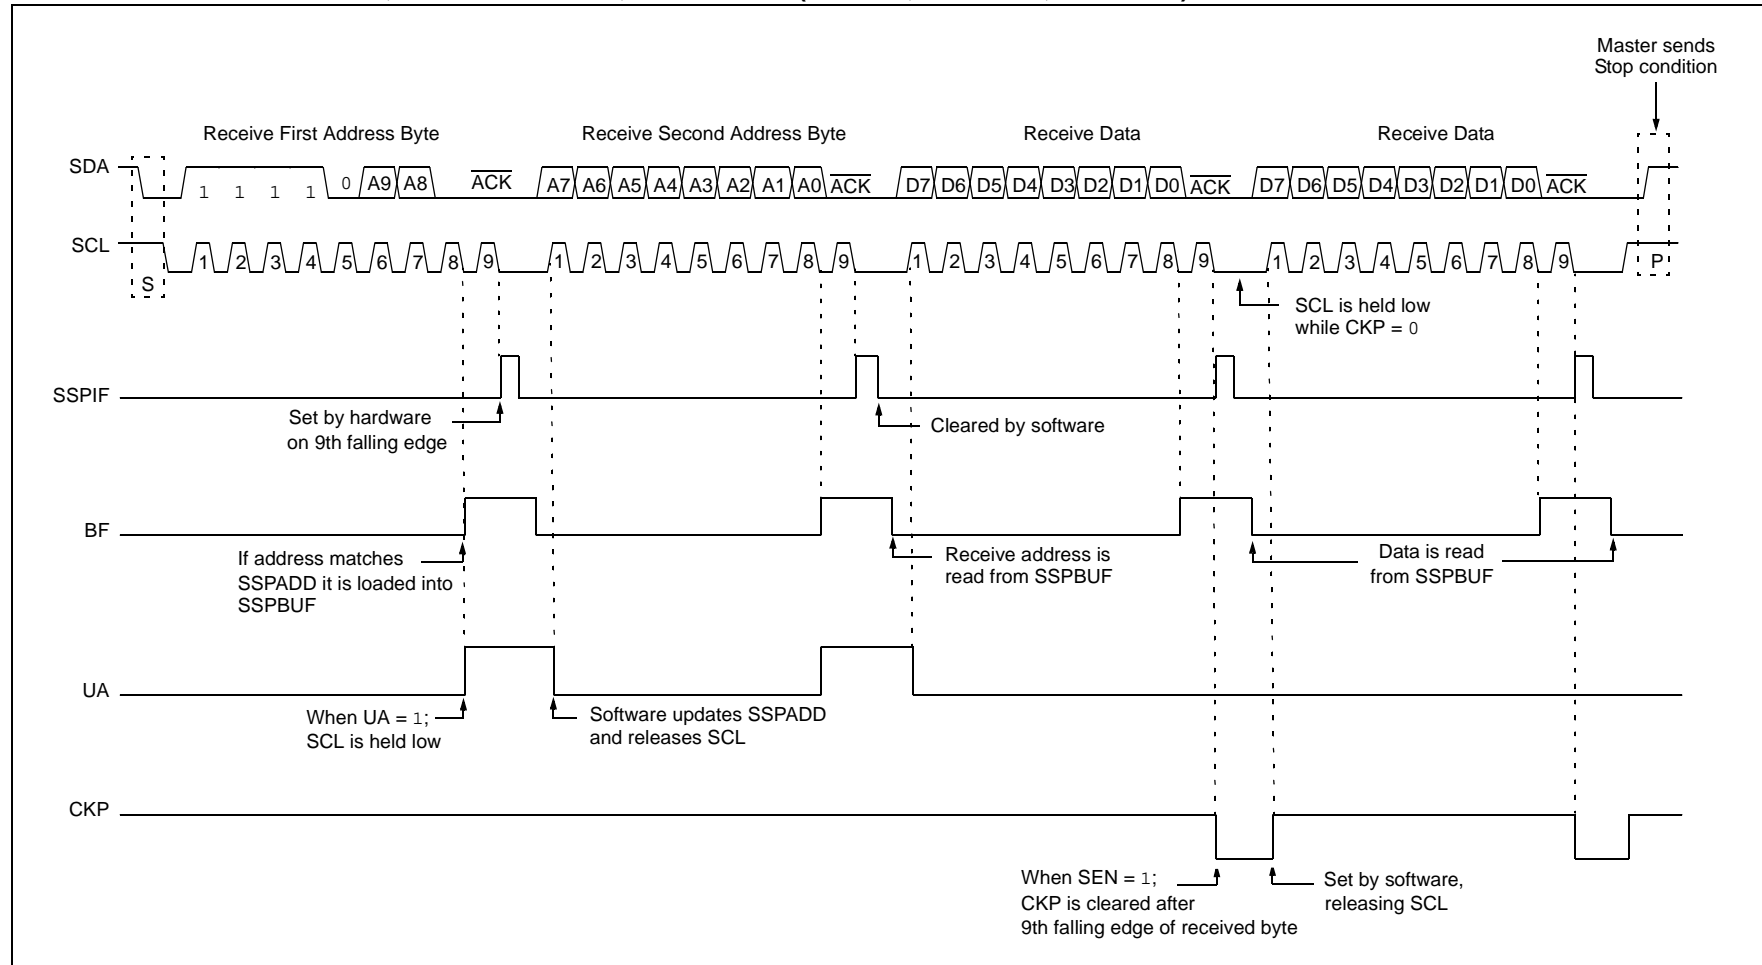 Master sends
Stop condition
Receive First Address Byte
Receive Second Address Byte
Receive Data
Receive Data
SDA
1 1 1 1 0 A9 A8 ACK A7 A6 A5 A4 A3 A2 A1 A0 ACK D7 D6 D5 D4 D3 D2 D1 D0 ACK D7 D6 D5 D4 D3 D2 D1 D0 ACK
SCL
S 1 2 3 4 5 6 7 8 9 1 2 3 4 5 6 7 8 9 1 2 3 4 5 6 7 8 9 1 2 3 4 5 6 7 8 9 P
SCL is held low
while CKP = 0
SSPIF
Set by hardware
on 9th falling edge
Cleared by software
BF
If address matches
SSPADD it is loaded into
SSPBUF
Receive address is
read from SSPBUF
Data is read
from SSPBUF
UA
When UA = 1;
SCL is held low
Software updates SSPADD
and releases SCL
CKP
When SEN = 1;
CKP is cleared after
9th falling edge of received byte
Set by software,
releasing SCL